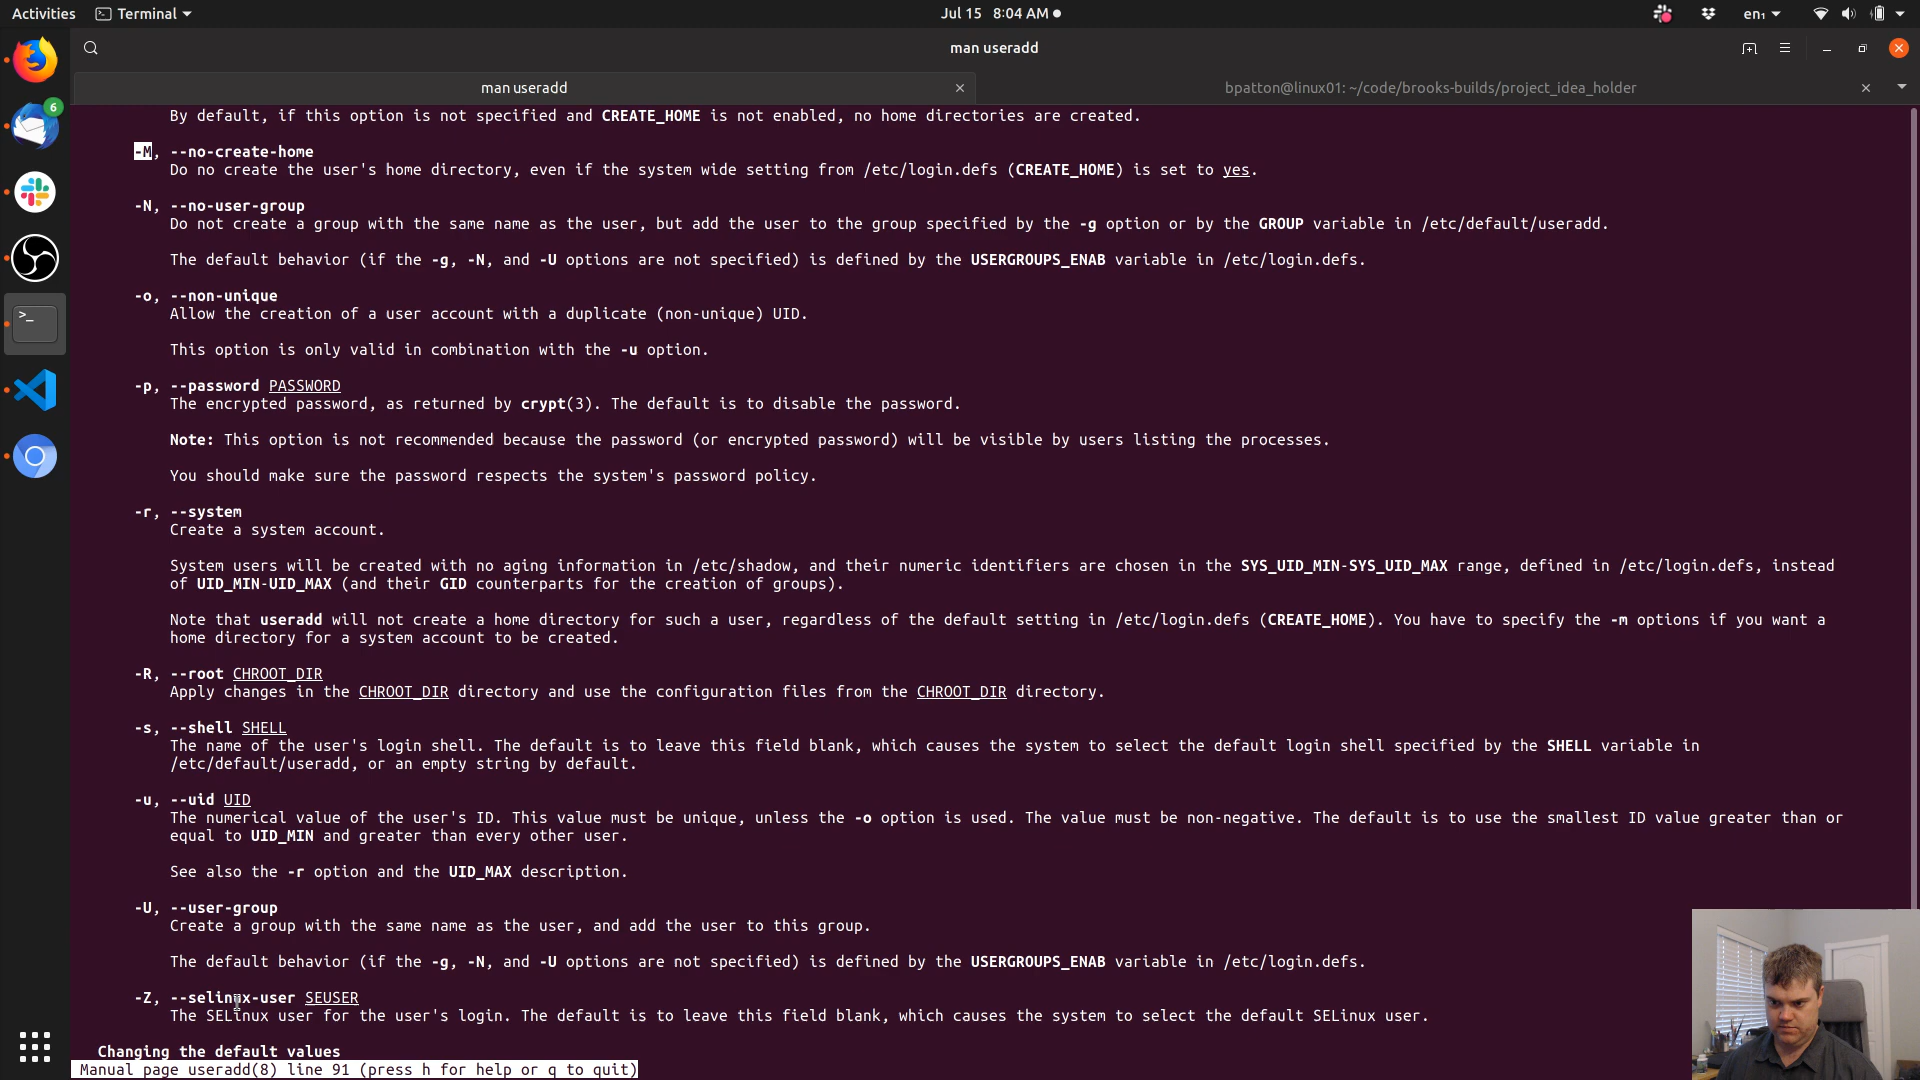 Activities Terminal Jul 15 8:04 AM en₁
man useradd
man useradd bpatton@linux01: ~/code/brooks-builds/project_idea_holder
6
By default, if this option is not specified and CREATE_HOME is not enabled, no home directories are created.
-M, --no-create-home
Do no create the user's home directory, even if the system wide setting from /etc/login.defs (CREATE_HOME) is set to yes.
-N, --no-user-group
Do not create a group with the same name as the user, but add the user to the group specified by the -g option or by the GROUP variable in /etc/default/useradd.
The default behavior (if the -g, -N, and -U options are not specified) is defined by the USERGROUPS_ENAB variable in /etc/login.defs.
-o, --non-unique
Allow the creation of a user account with a duplicate (non-unique) UID.
This option is only valid in combination with the -u option.
-p, --password PASSWORD
The encrypted password, as returned by crypt(3). The default is to disable the password.
Note: This option is not recommended because the password (or encrypted password) will be visible by users listing the processes.
You should make sure the password respects the system's password policy.
-r, --system
Create a system account.
System users will be created with no aging information in /etc/shadow, and their numeric identifiers are chosen in the SYS_UID_MIN-SYS_UID_MAX range, defined in /etc/login.defs, instead
of UID_MIN-UID_MAX (and their GID counterparts for the creation of groups).
Note that useradd will not create a home directory for such a user, regardless of the default setting in /etc/login.defs (CREATE_HOME). You have to specify the -m options if you want a
home directory for a system account to be created.
-R, --root CHROOT_DIR
Apply changes in the CHROOT_DIR directory and use the configuration files from the CHROOT_DIR directory.
-s, --shell SHELL
The name of the user's login shell. The default is to leave this field blank, which causes the system to select the default login shell specified by the SHELL variable in
/etc/default/useradd, or an empty string by default.
-u, --uid UID
The numerical value of the user's ID. This value must be unique, unless the -o option is used. The value must be non-negative. The default is to use the smallest ID value greater than or
equal to UID_MIN and greater than every other user.
See also the -r option and the UID_MAX description.
-U, --user-group
Create a group with the same name as the user, and add the user to this group.
The default behavior (if the -g, -N, and -U options are not specified) is defined by the USERGROUPS_ENAB variable in /etc/login.defs.
-Z, --selinux-user SEUSER
The SELinux user for the user's login. The default is to leave this field blank, which causes the system to select the default SELinux user.
Changing the default values
Manual page useradd(8) line 91 (press h for help or q to quit)